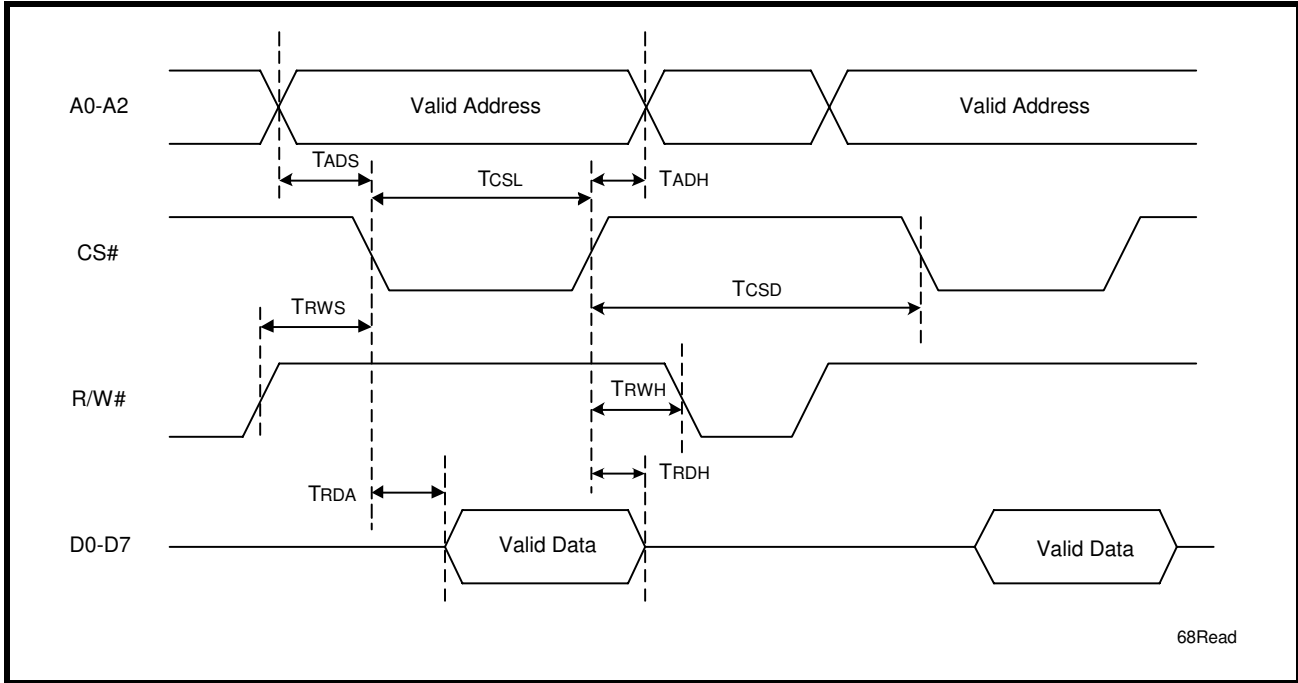 A0-A2
Valid Address
Valid Address
TADS
TCSL
TADH
CS#
TCSD
TRWS
R/W#
TRWH
TRDH
TRDA
D0-D7
Valid Data
Valid Data
68Read